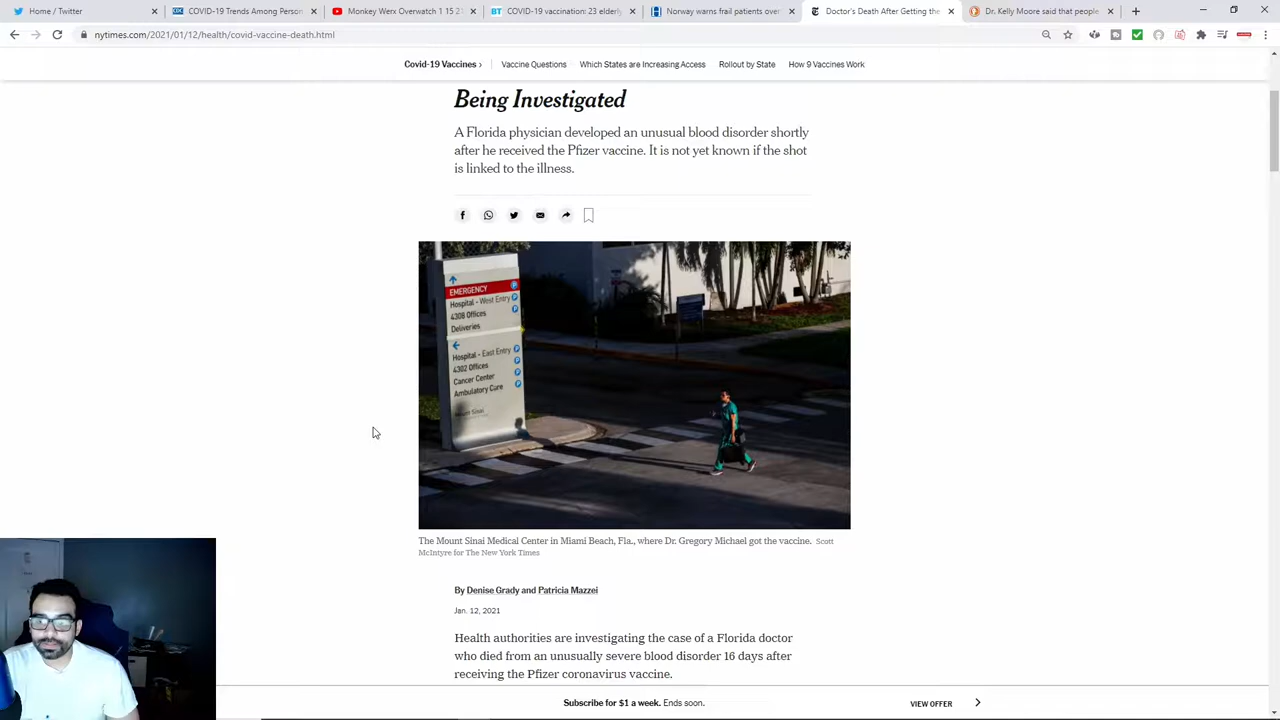 Home / Twitter
COVID-19 Trends Among Person
Monkey Werx Overwatch 1 15 2
COVID-19 vaccination: 23 elderly
Norway warns frail patients over
Doctor's Death After Getting the
Dr. Kelly Moore said that people
nytimes.com/2021/01/12/health/covid-vaccine-death.html
Covid-19 Vaccines ›
Vaccine Questions
Which States are Increasing Access
Rollout by State
How 9 Vaccines Work
Being Investigated
A Florida physician developed an unusual blood disorder shortly
after he received the Pfizer vaccine. It is not yet known if the shot
is linked to the illness.
EMERGENCY
Hospital - West Entry
4308 Offices
Deliveries
Hospital - East Entry
4302 Offices
Cancer Center
Ambulatory Care
Mount Sinai
The Mount Sinai Medical Center in Miami Beach, Fla., where Dr. Gregory Michael got the vaccine. Scott
McIntyre for The New York Times
By Denise Grady and Patricia Mazzei
Jan. 12, 2021
Health authorities are investigating the case of a Florida doctor
who died from an unusually severe blood disorder 16 days after
receiving the Pfizer coronavirus vaccine.
Subscribe for $1 a week. Ends soon.
VIEW OFFER